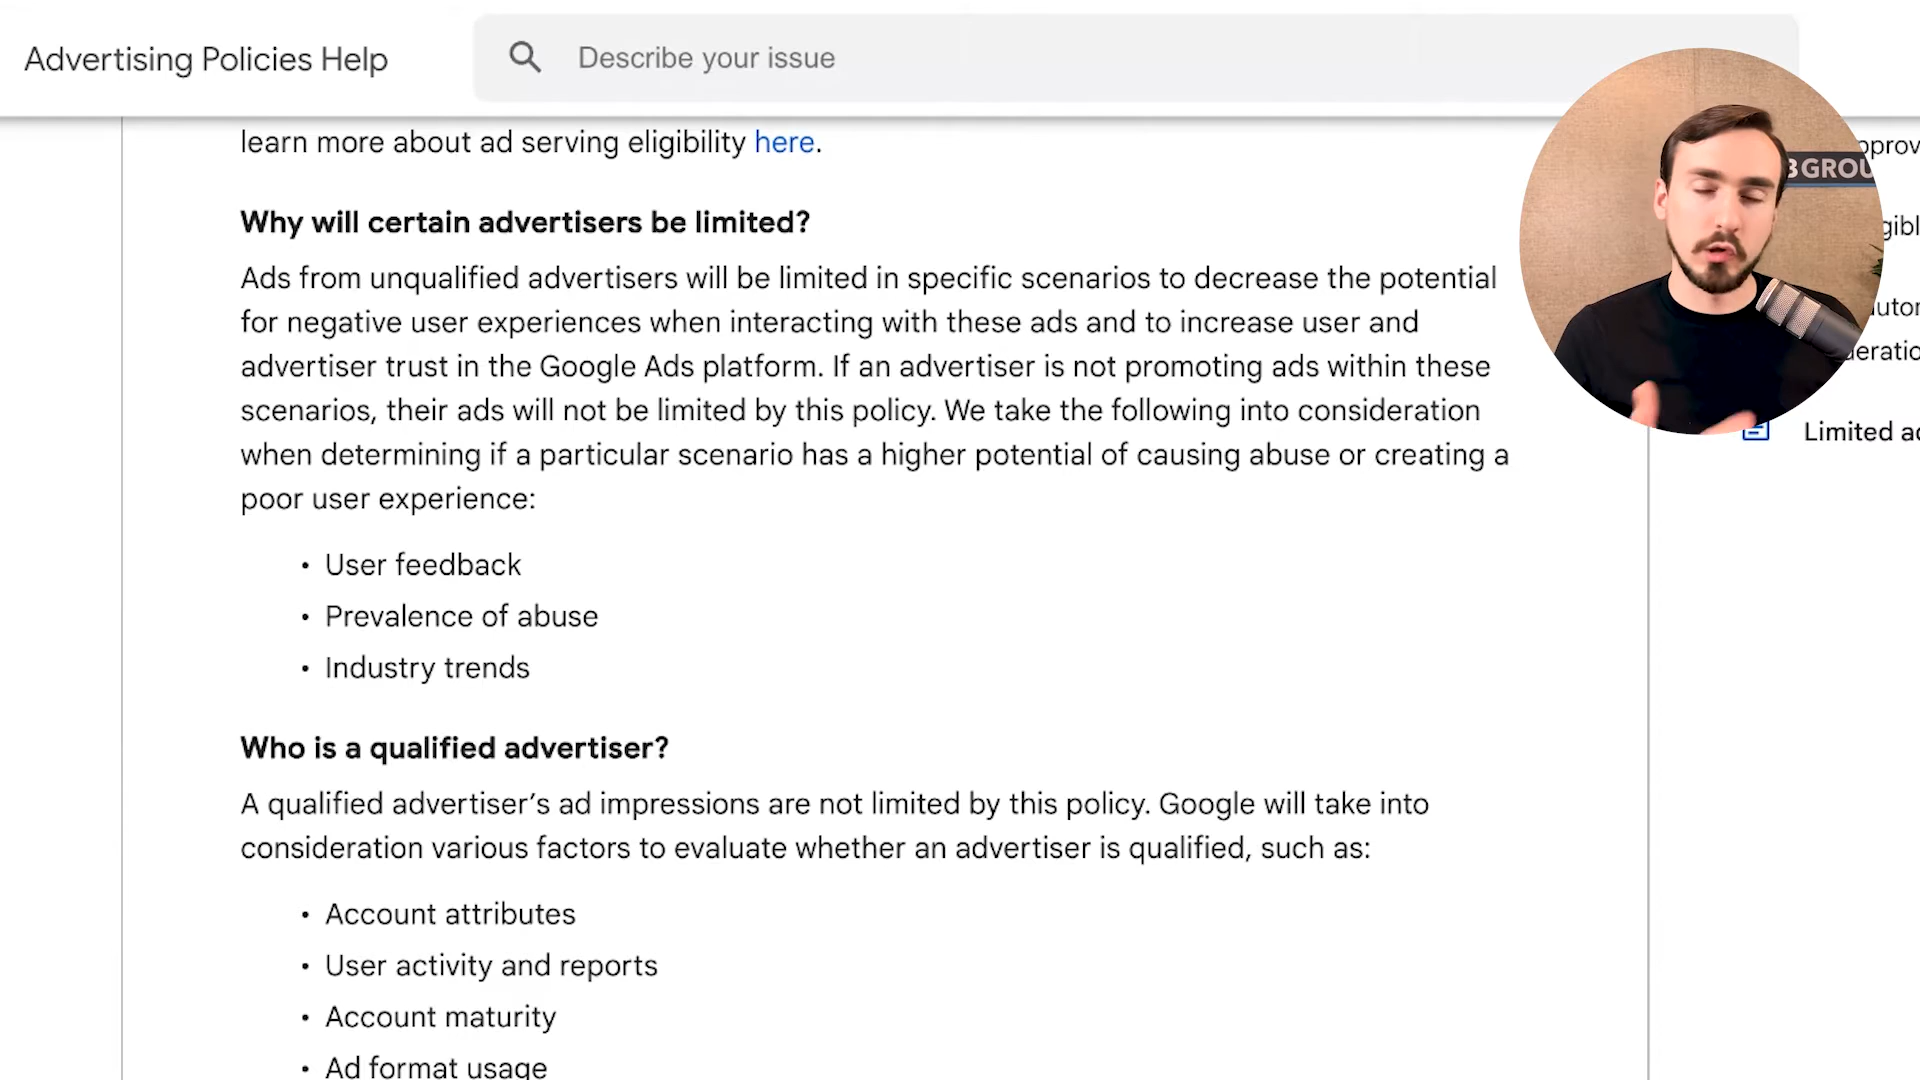 Advertising Policies Help
Describe your issue
learn more about ad serving eligibility here.
Why will certain advertisers be limited?
Ads from unqualified advertisers will be limited in specific scenarios to decrease the potential
for negative user experiences when interacting with these ads and to increase user and
advertiser trust in the Google Ads platform. If an advertiser is not promoting ads within these
scenarios, their ads will not be limited by this policy. We take the following into consideration
when determining if a particular scenario has a higher potential of causing abuse or creating a
poor user experience:
• User feedback
• Prevalence of abuse
• Industry trends
Who is a qualified advertiser?
A qualified advertiser’s ad impressions are not limited by this policy. Google will take into
consideration various factors to evaluate whether an advertiser is qualified, such as:
• Account attributes
• User activity and reports
• Account maturity
• Ad format usage
Limited